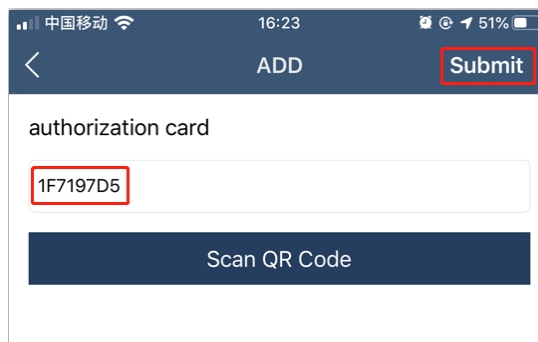 中国移动 16:23 51%
ADD Submit
authorization card
1F7197D5
Scan QR Code